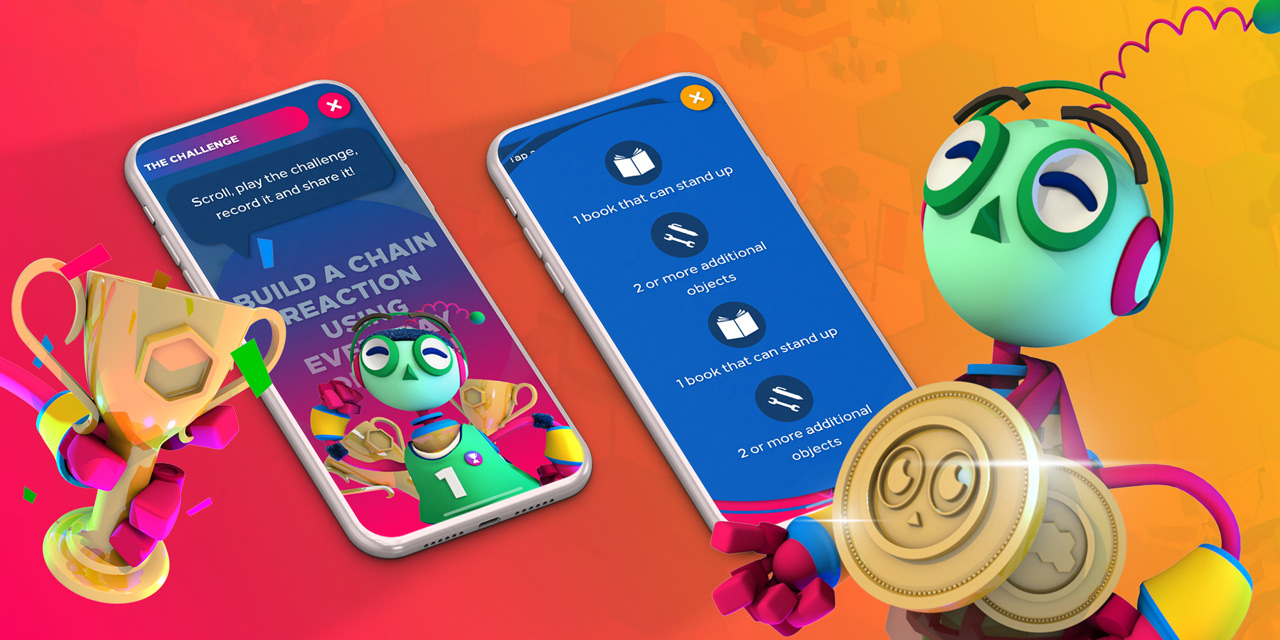 THE CHALLENGE
Scroll, play the challenge,
record it and share it!
BUILD A CHAIN
REACTION
USING
1
Tap a
1 book that can stand up
2 or more additional
objects
1 book that can stand up
2 or more additional
objects